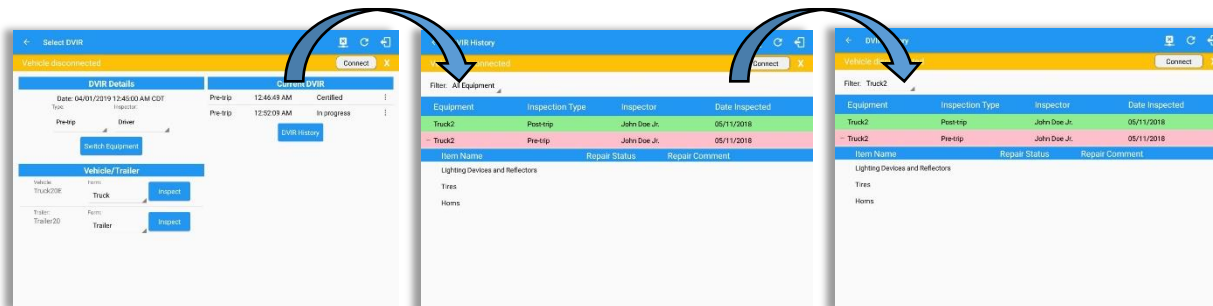 Select DVIR
Vehicle disconnected
Connect X
DVIR Details
Date: 04/01/2019 12:45:00 AM CDT
Type: Inspector:
Pre-trip Driver
Switch Equipment
Vehicle/Trailer
Vehicle: Form:
Truck20E Truck Inspect
Trailer: Form:
Trailer20 Trailer Inspect
Current DVIR
Pre-trip 12:46:49 AM Certified
Pre-trip 12:52:09 AM In progress
DVIR History
DVIR History
Connect X
Filter: All Equipment
Equipment Inspection Type Inspector Date Inspected
Truck2 Post-trip John Doe Jr. 05/11/2018
− Truck2 Pre-trip John Doe Jr. 05/11/2018
Item Name Repair Status Repair Comment
Lighting Devices and Reflectors
Tires
Horns
Connect
Filter: Truck2
Equipment Inspection Type Inspector Date Inspected
Truck2 Post-trip John Doe Jr. 05/11/2018
− Truck2 Pre-trip John Doe Jr. 05/11/2018
Item Name Repair Status Repair Comment
Lighting Devices and Reflectors
Tires
Horns